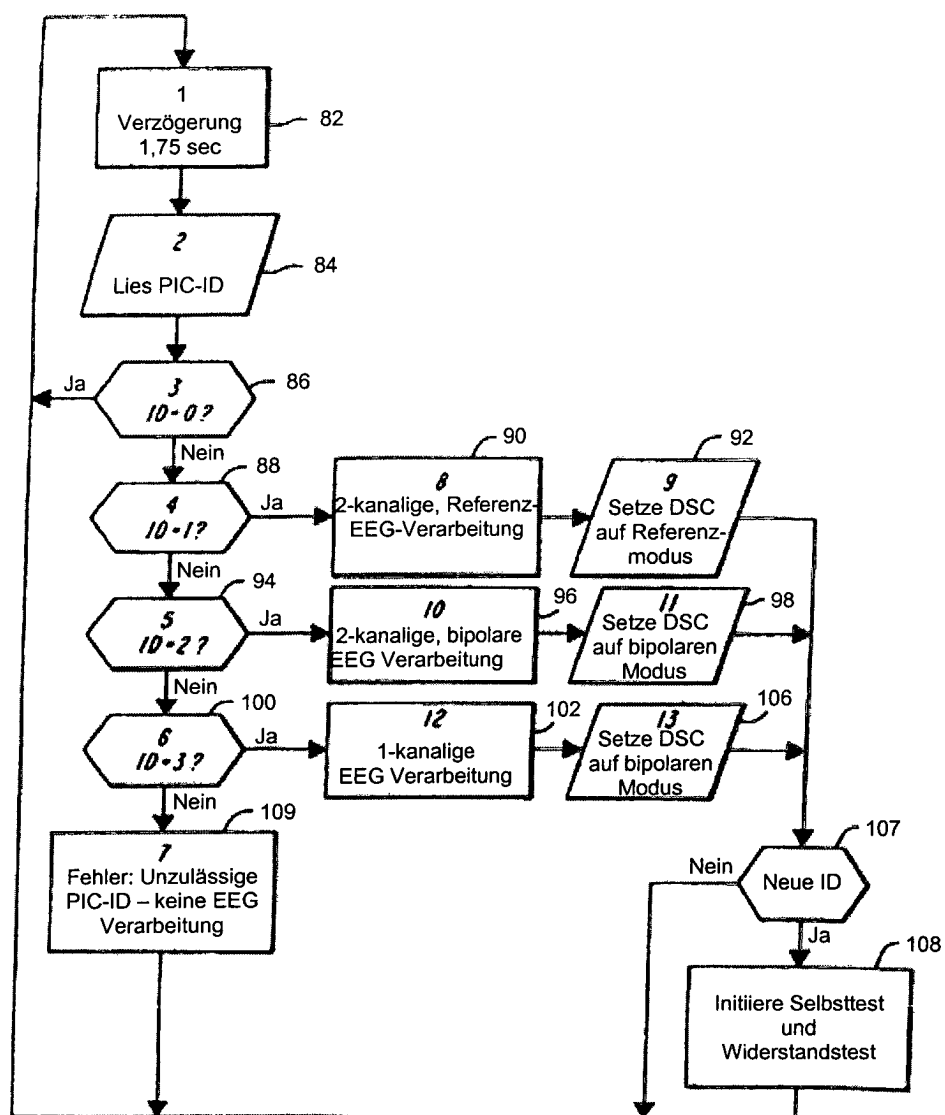 1
Verzögerung
1,75 sec
82
2
Lies PIC-ID
84
Ja
3
ID=0?
86
Nein
88
90
92
4
ID=1?
Ja
8
2-kanalige, Referenz-
EEG-Verarbeitung
9
Setze DSC
auf Referenz-
modus
Nein
94
5
ID=2?
Ja
10
2-kanalige, bipolare
EEG Verarbeitung
96
11
Setze DSC
auf bipolaren
Modus
98
Nein
100
6
ID=3?
Ja
12
1-kanalige
EEG Verarbeitung
102
13
Setze DSC
auf bipolaren
Modus
106
Nein
109
7
Fehler: Unzulässige
PIC-ID – keine EEG
Verarbeitung
107
Nein
Neue ID
Ja
108
Initiiere Selbsttest
und
Widerstandstest